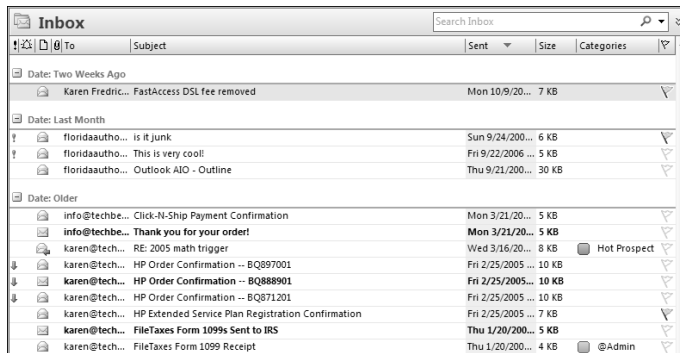 Inbox Search Inbox
! To Subject Sent Size Categories
Date: Two Weeks Ago
Karen Fredric... FastAccess DSL fee removed Mon 10/9/20... 7 KB
Date: Last Month
floridaautho... is it junk Sun 9/24/200... 6 KB
floridaautho... This is very cool! Fri 9/22/2006 ... 5 KB
floridaautho... Outlook AIO - Outline Thu 9/21/200... 30 KB
Date: Older
info@techbe... Click-N-Ship Payment Confirmation Mon 3/21/20... 5 KB
info@techbe... Thank you for your order! Mon 3/21/20... 5 KB
karen@tech... RE: 2005 math trigger Wed 3/16/20... 8 KB Hot Prospect
karen@tech... HP Order Confirmation -- BQ897001 Fri 2/25/2005 ... 10 KB
karen@tech... HP Order Confirmation -- BQ888901 Fri 2/25/2005... 10 KB
karen@tech... HP Order Confirmation -- BQ871201 Fri 2/25/2005 ... 10 KB
karen@tech... HP Extended Service Plan Registration Confirmation Fri 2/25/2005 ... 7 KB
karen@tech... FileTaxes Form 1099s Sent to IRS Thu 1/20/200... 5 KB
karen@tech... FileTaxes Form 1099 Receipt Thu 1/20/200... 4 KB @Admin